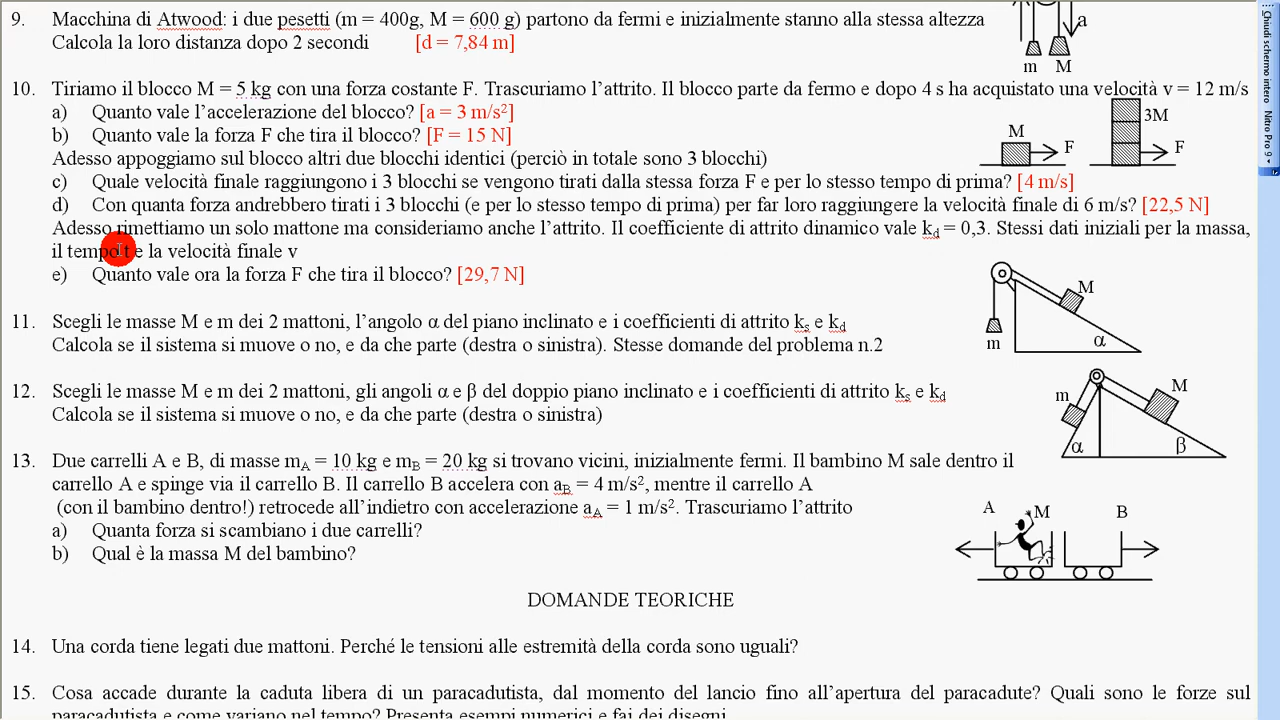 9. Macchina di Atwood: i due pesetti (m = 400g, M = 600 g) partono da fermi e inizialmente stanno alla stessa altezza
Calcola la loro distanza dopo 2 secondi [d = 7,84 m]
a
m M
10. Tiriamo il blocco M = 5 kg con una forza costante F. Trascuriamo l'attrito. Il blocco parte da fermo e dopo 4 s ha acquistato una velocità v = 12 m/s
a) Quanto vale l'accelerazione del blocco? [a = 3 m/s²]
b) Quanto vale la forza F che tira il blocco? [F = 15 N]
M F 3M F
Adesso appoggiamo sul blocco altri due blocchi identici (perciò in totale sono 3 blocchi)
c) Quale velocità finale raggiungono i 3 blocchi se vengono tirati dalla stessa forza F e per lo stesso tempo di prima? [4 m/s]
d) Con quanta forza andrebbero tirati i 3 blocchi (e per lo stesso tempo di prima) per far loro raggiungere la velocità finale di 6 m/s? [22,5 N]
Adesso rimettiamo un solo mattone ma consideriamo anche l'attrito. Il coefficiente di attrito dinamico vale kd = 0,3. Stessi dati iniziali per la massa,
il tempo t e la velocità finale v
e) Quanto vale ora la forza F che tira il blocco? [29,7 N]
11. Scegli le masse M e m dei 2 mattoni, l'angolo α del piano inclinato e i coefficienti di attrito ks e kd
Calcola se il sistema si muove o no, e da che parte (destra o sinistra). Stesse domande del problema n.2
M
m α
12. Scegli le masse M e m dei 2 mattoni, gli angoli α e β del doppio piano inclinato e i coefficienti di attrito ks e kd
Calcola se il sistema si muove o no, e da che parte (destra o sinistra)
m M
α β
13. Due carrelli A e B, di masse mA = 10 kg e mB = 20 kg si trovano vicini, inizialmente fermi. Il bambino M sale dentro il
carrello A e spinge via il carrello B. Il carrello B accelera con aB = 4 m/s², mentre il carrello A
(con il bambino dentro!) retrocede all'indietro con accelerazione aA = 1 m/s². Trascuriamo l'attrito
a) Quanta forza si scambiano i due carrelli?
b) Qual è la massa M del bambino?
A M B
DOMANDE TEORICHE
14. Una corda tiene legati due mattoni. Perché le tensioni alle estremità della corda sono uguali?
15. Cosa accade durante la caduta libera di un paracadutista, dal momento del lancio fino all'apertura del paracadute? Quali sono le forze sul
paracadutista e come variano nel tempo? Presenta esempi numerici e fai dei disegni
Chiudi schermo intero Nitro Pro 9